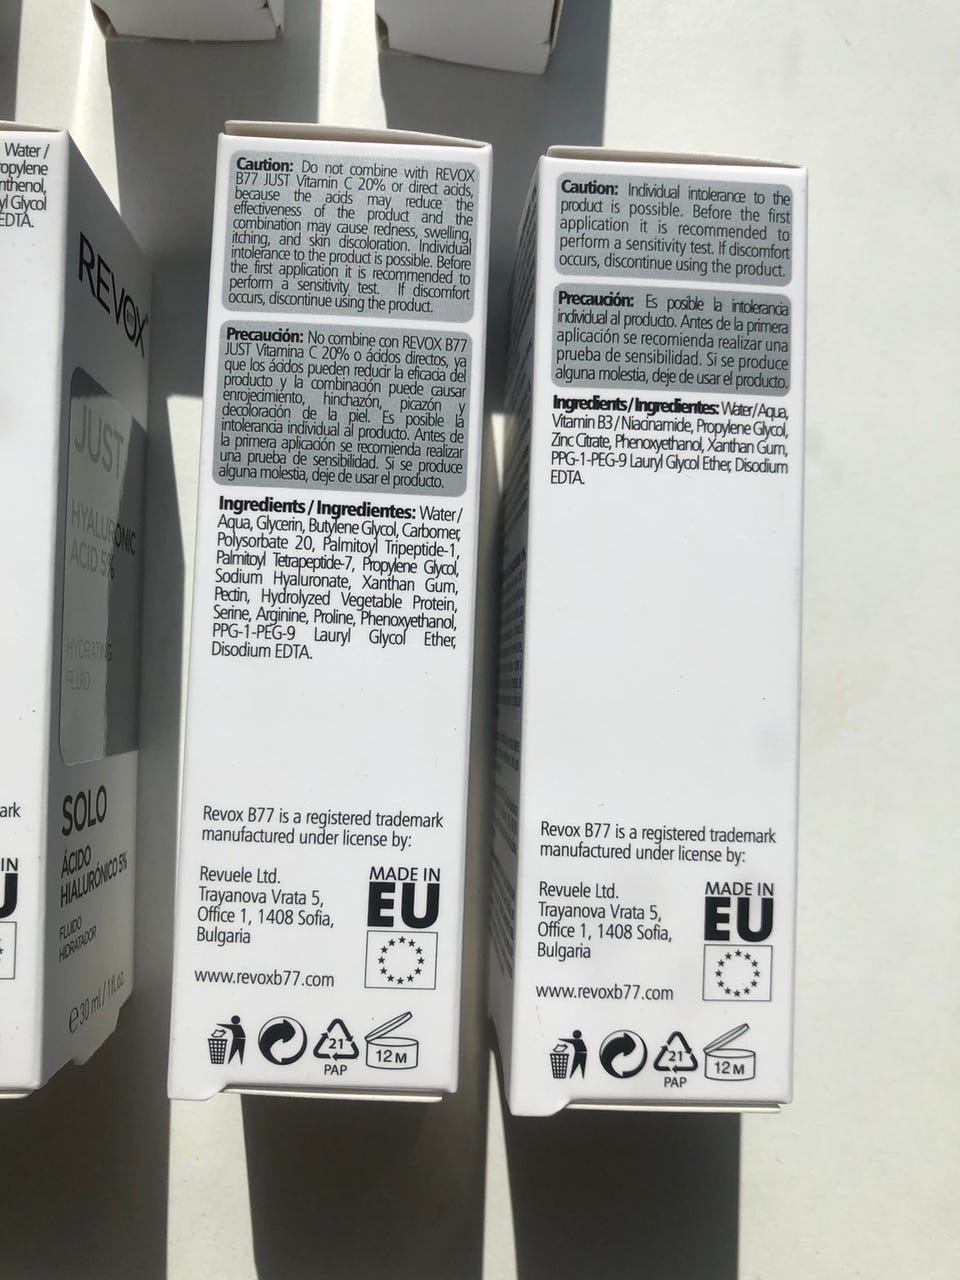 Water /
ropylene
nthenol,
yl Glycol
EDTA.
ark
IN
U
REVOX
B77
JUST
HYALURONIC
ACID 5%
HYDRATING
FLUID
SOLO
ÁCIDO
HIALURÓNICO 5%
FLUIDO
HIDRATADOR
℮30 ml / 1fl.oz.
Caution: Do not combine with REVOX
B77 JUST Vitamin C 20% or direct acids,
because the acids may reduce the
effectiveness of the product and the
combination may cause redness, swelling,
itching, and skin discoloration. Individual
intolerance to the product is possible. Before
the first application it is recommended to
perform a sensitivity test. If discomfort
occurs, discontinue using the product.
Precaución: No combine con REVOX B77
JUST Vitamina C 20% o ácidos directos, ya
que los ácidos pueden reducir la eficacia del
producto y la combinación puede causar
enrojecimiento, hinchazón, picazón y
decoloración de la piel. Es posible la
intolerancia individual al producto. Antes de
la primera aplicación se recomienda realizar
una prueba de sensibilidad. Si se produce
alguna molestia, deje de usar el producto.
Ingredients / Ingredientes: Water /
Aqua, Glycerin, Butylene Glycol, Carbomer,
Polysorbate 20, Palmitoyl Tripeptide-1,
Palmitoyl Tetrapeptide-7, Propylene Glycol,
Sodium Hyaluronate, Xanthan Gum,
Pectin, Hydrolyzed Vegetable Protein,
Serine, Arginine, Proline, Phenoxyethanol,
PPG-1-PEG-9 Lauryl Glycol Ether,
Disodium EDTA.
Revox B77 is a registered trademark
manufactured under license by:
Revuele Ltd.
Trayanova Vrata 5,
Office 1, 1408 Sofia,
Bulgaria
www.revoxb77.com
MADE IN
EU
21
PAP
12 M
Caution: Individual intolerance to the
product is possible. Before the first
application it is recommended to
perform a sensitivity test. If discomfort
occurs, discontinue using the product.
Precaución: Es posible la intolerancia
individual al producto. Antes de la primera
aplicación se recomienda realizar una
prueba de sensibilidad. Si se produce
alguna molestia, deje de usar el producto.
Ingredients / Ingredientes: Water / Aqua,
Vitamin B3 / Niacinamide, Propylene Glycol,
Zinc Citrate, Phenoxyethanol, Xanthan Gum,
PPG-1-PEG-9 Lauryl Glycol Ether, Disodium
EDTA.
Revox B77 is a registered trademark
manufactured under license by:
Revuele Ltd.
Trayanova Vrata 5,
Office 1, 1408 Sofia,
Bulgaria
www.revoxb77.com
MADE IN
EU
21
PAP
12 M